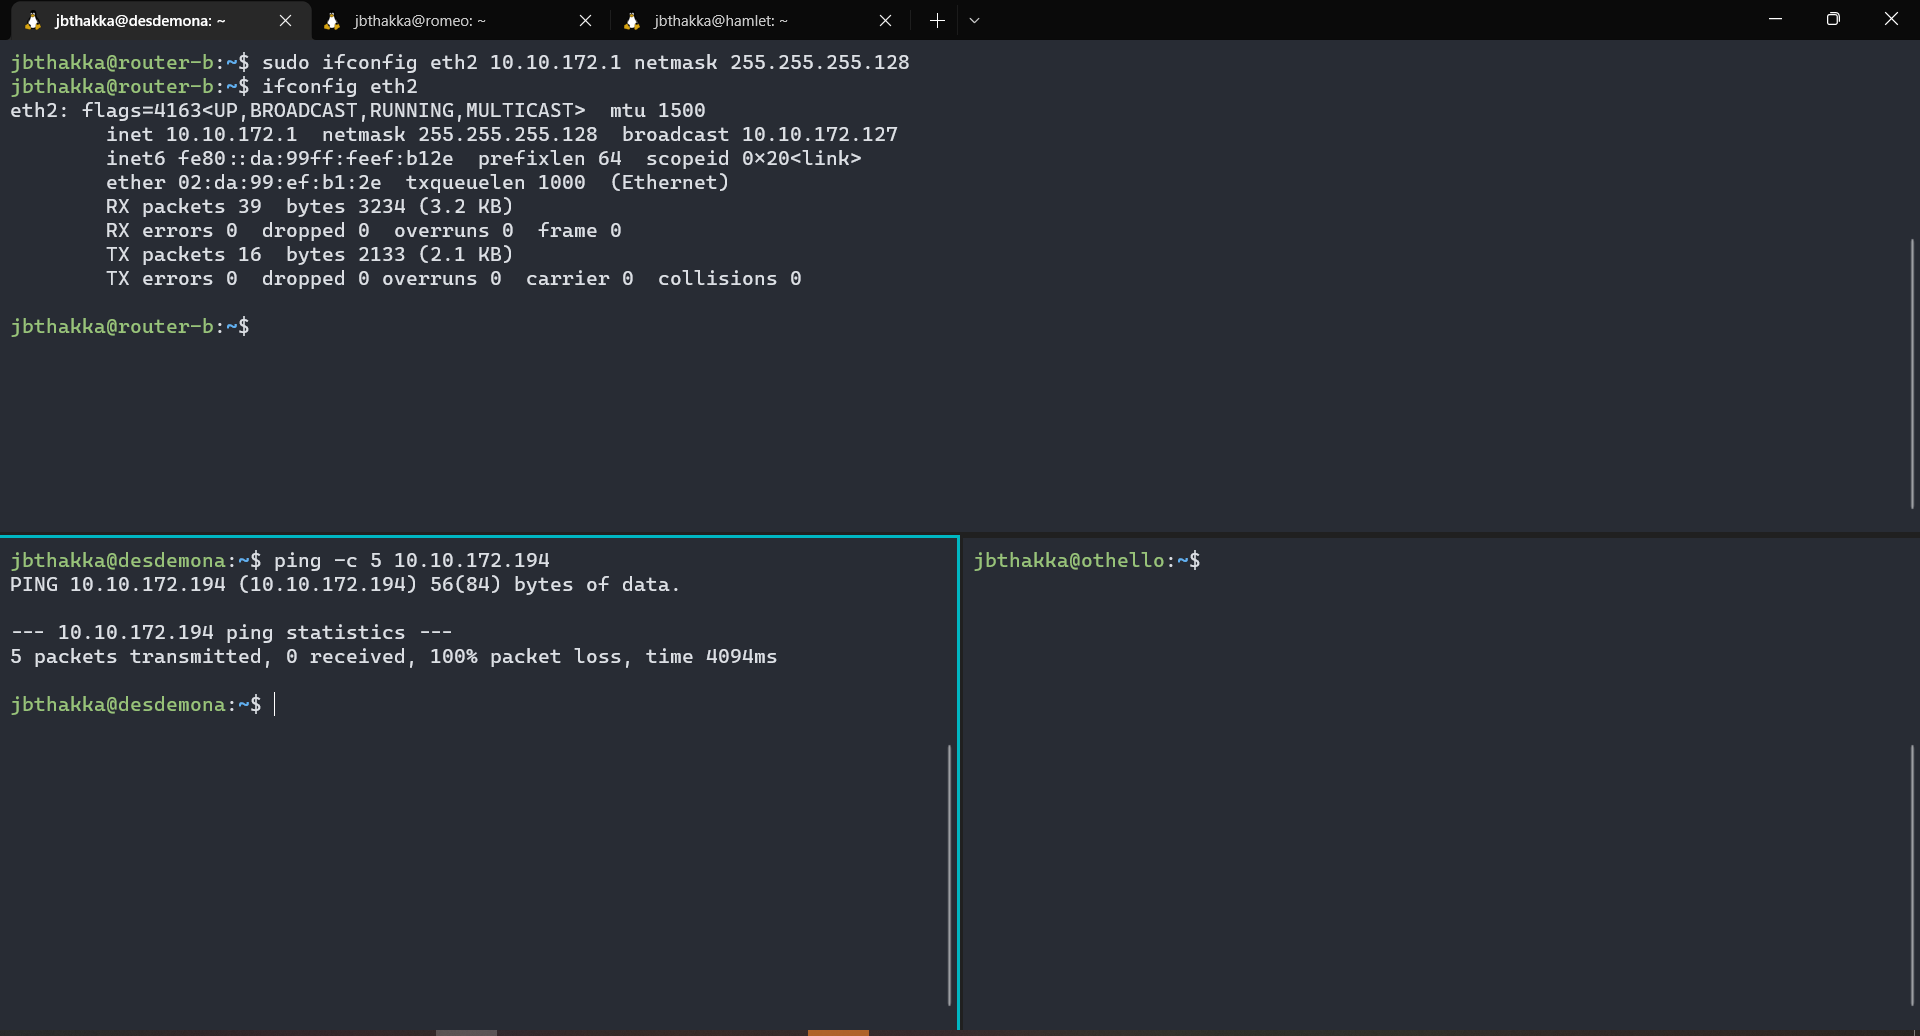 jbthakka@desdemona: ~
jbthakka@romeo: ~
jbthakka@hamlet: ~
jbthakka@router-b:~$ sudo ifconfig eth2 10.10.172.1 netmask 255.255.255.128
jbthakka@router-b:~$ ifconfig eth2
eth2: flags=4163<UP,BROADCAST,RUNNING,MULTICAST>  mtu 1500
        inet 10.10.172.1  netmask 255.255.255.128  broadcast 10.10.172.127
        inet6 fe80::da:99ff:feef:b12e  prefixlen 64  scopeid 0x20<link>
        ether 02:da:99:ef:b1:2e  txqueuelen 1000  (Ethernet)
        RX packets 39  bytes 3234 (3.2 KB)
        RX errors 0  dropped 0  overruns 0  frame 0
        TX packets 16  bytes 2133 (2.1 KB)
        TX errors 0  dropped 0 overruns 0  carrier 0  collisions 0
jbthakka@router-b:~$
jbthakka@desdemona:~$ ping -c 5 10.10.172.194
PING 10.10.172.194 (10.10.172.194) 56(84) bytes of data.
--- 10.10.172.194 ping statistics ---
5 packets transmitted, 0 received, 100% packet loss, time 4094ms
jbthakka@desdemona:~$
jbthakka@othello:~$